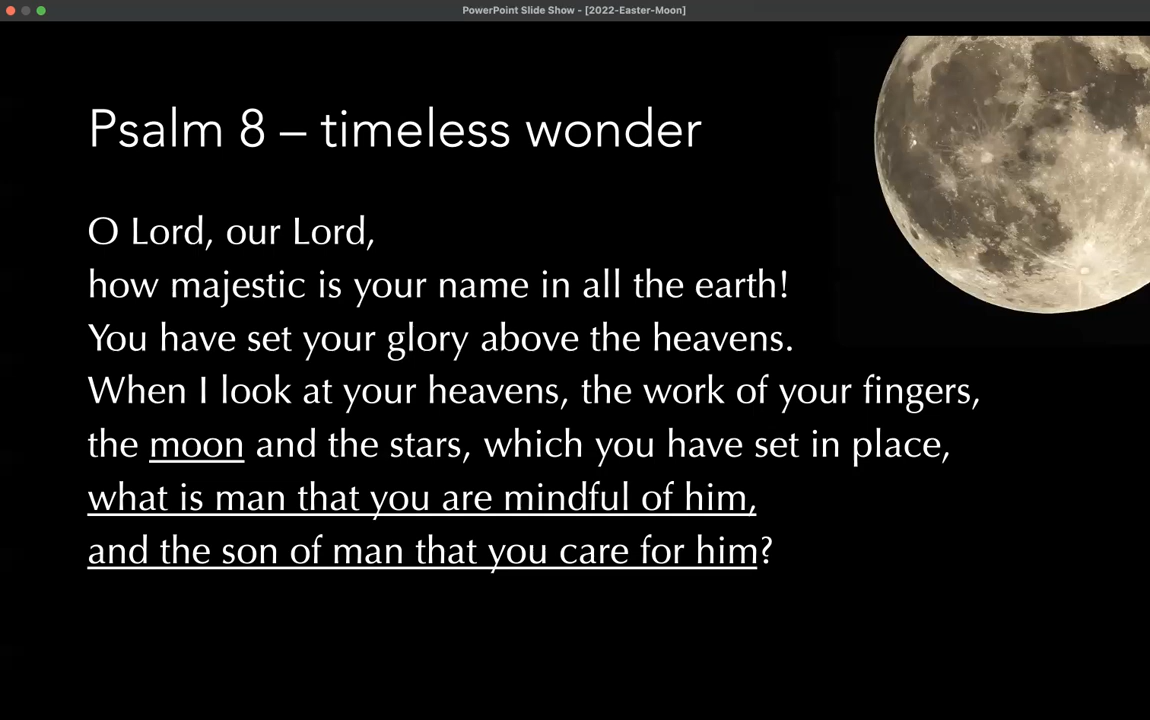 PowerPoint Slide Show - [2022-Easter-Moon]
Psalm 8 – timeless wonder
O Lord, our Lord,
how majestic is your name in all the earth!
You have set your glory above the heavens.
When I look at your heavens, the work of your fingers,
the moon and the stars, which you have set in place,
what is man that you are mindful of him,
and the son of man that you care for him?